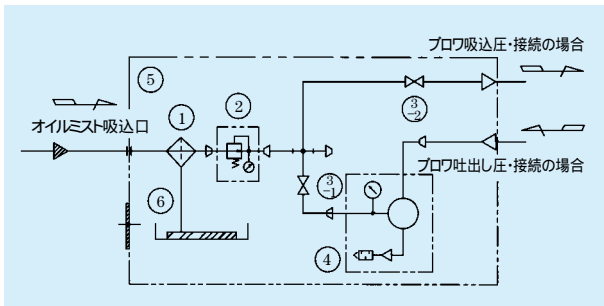 ブロワ吸込圧・接続の場合
⑤
②
3-2
オイルミスト吸込口
①
ブロワ吐出し圧・接続の場合
3-1
⑥
④